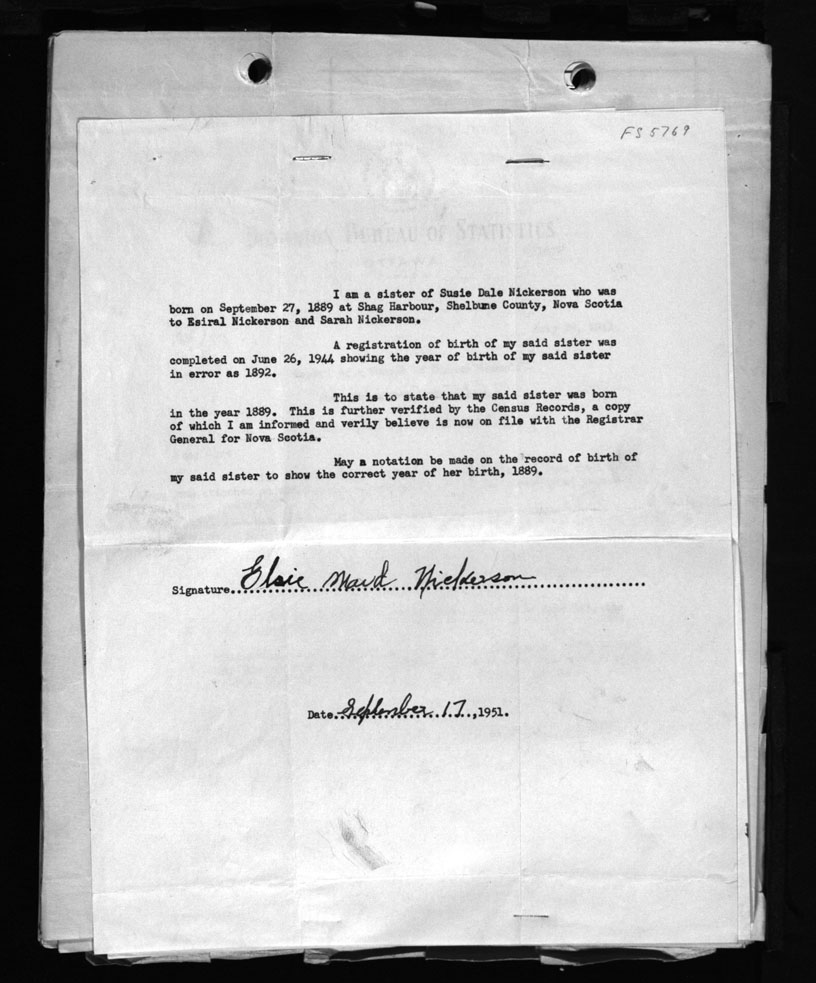 FS 5769
DOMINION BUREAU OF STATISTICS
OTTAWA
I am a sister of Susie Dale Nickerson who was
born on September 27, 1889 at Shag Harbour, Shelbune County, Nova Scotia
to Esiral Nickerson and Sarah Nickerson.
A registration of birth of my said sister was
completed on June 26, 1944 showing the year of birth of my said sister
in error as 1892.
This is to state that my said sister was born
in the year 1889. This is further verified by the Census Records, a copy
of which I am informed and verily believe is now on file with the Registrar
General for Nova Scotia.
May a notation be made on the record of birth of
my said sister to show the correct year of her birth, 1889.
Signature Elsie Maud Nickerson
Date September 17, 1951.